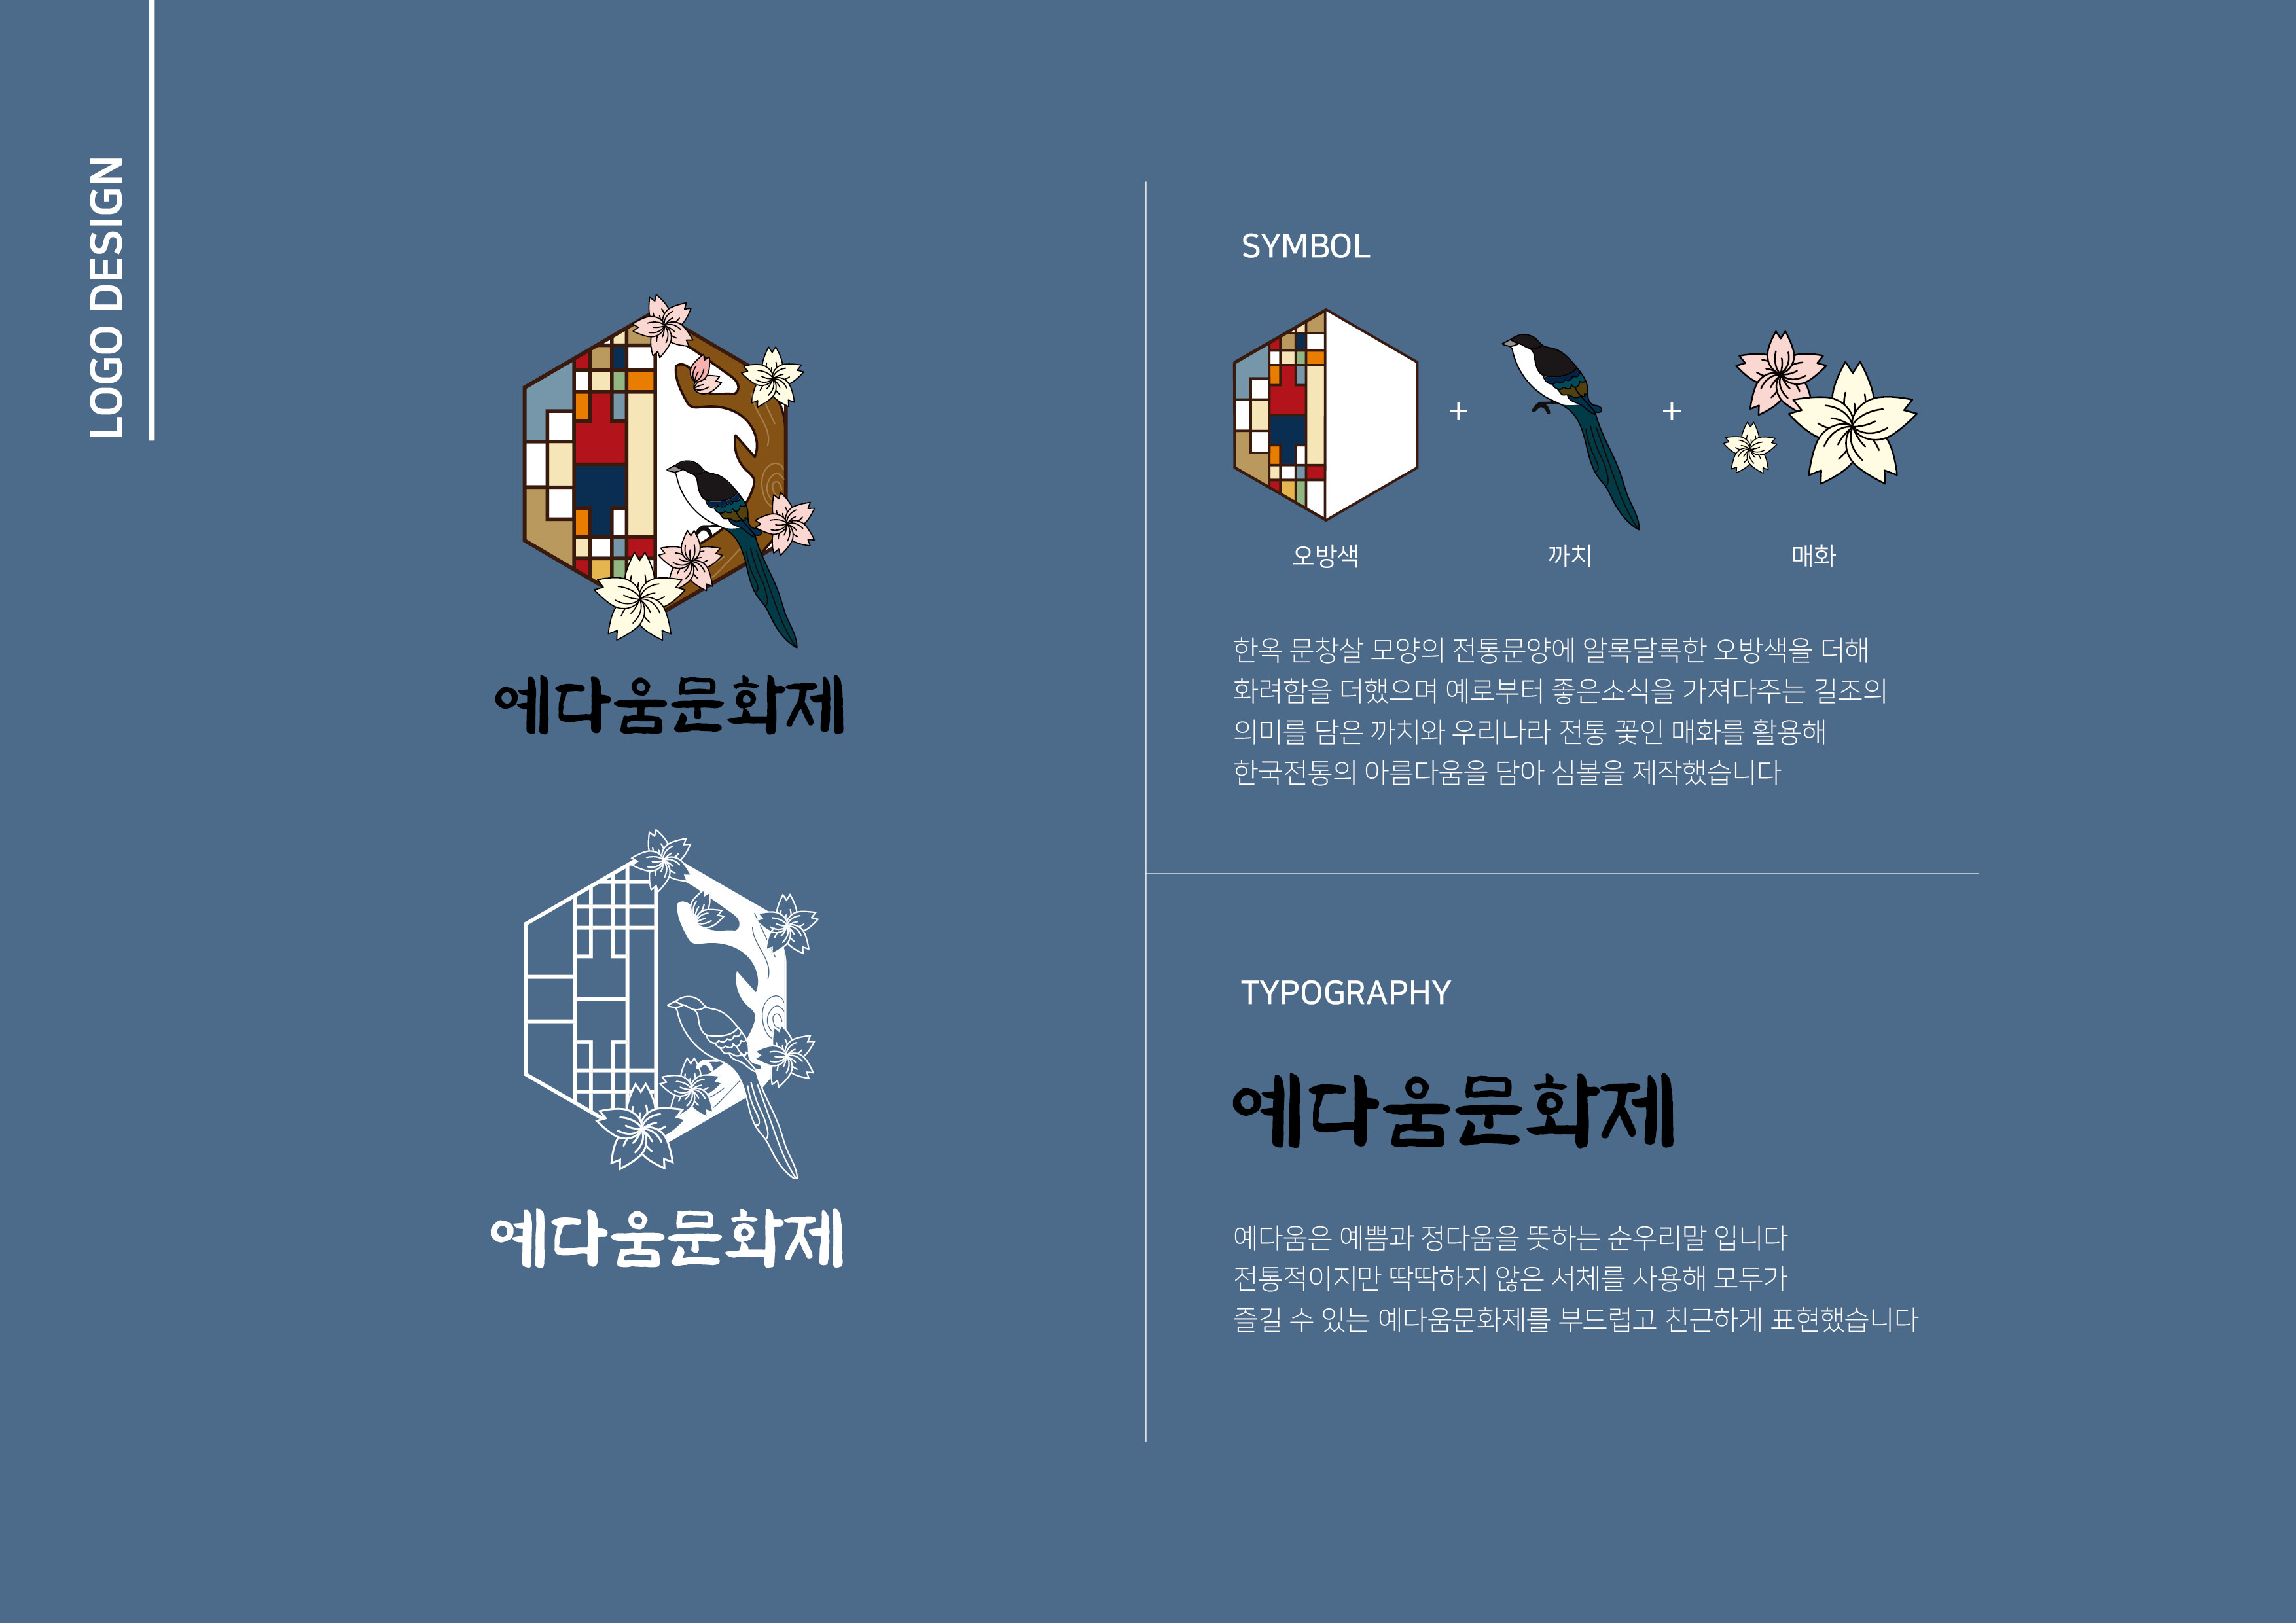 LOGO DESIGN
예다움문화제
예다움문화제
SYMBOL
+
+
오방색
까치
매화
한옥 문창살 모양의 전통문양에 알록달록한 오방색을 더해
화려함을 더했으며 예로부터 좋은소식을 가져다주는 길조의
의미를 담은 까치와 우리나라 전통 꽃인 매화를 활용해
한국전통의 아름다움을 담아 심볼을 제작했습니다
TYPOGRAPHY
예다움문화제
예다움은 예쁨과 정다움을 뜻하는 순우리말 입니다
전통적이지만 딱딱하지 않은 서체를 사용해 모두가
즐길 수 있는 예다움문화제를 부드럽고 친근하게 표현했습니다